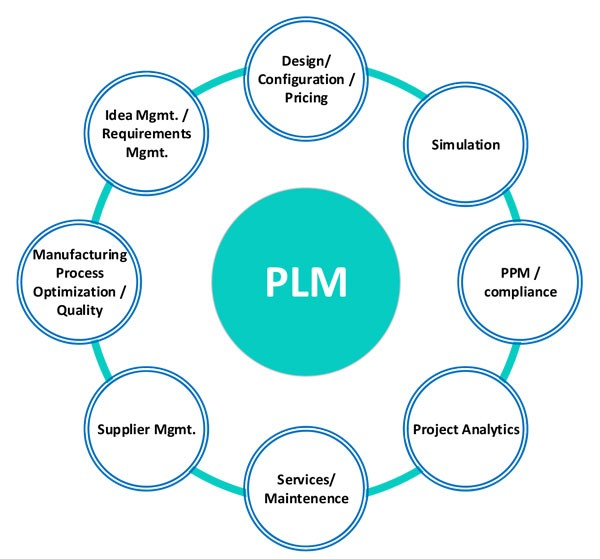 Design/
Configuration /
Pricing
Simulation
PPM /
compliance
Project Analytics
Services/
Maintenence
Supplier Mgmt.
Manufacturing
Process
Optimization /
Quality
Idea Mgmt. /
Requirements
Mgmt.
PLM